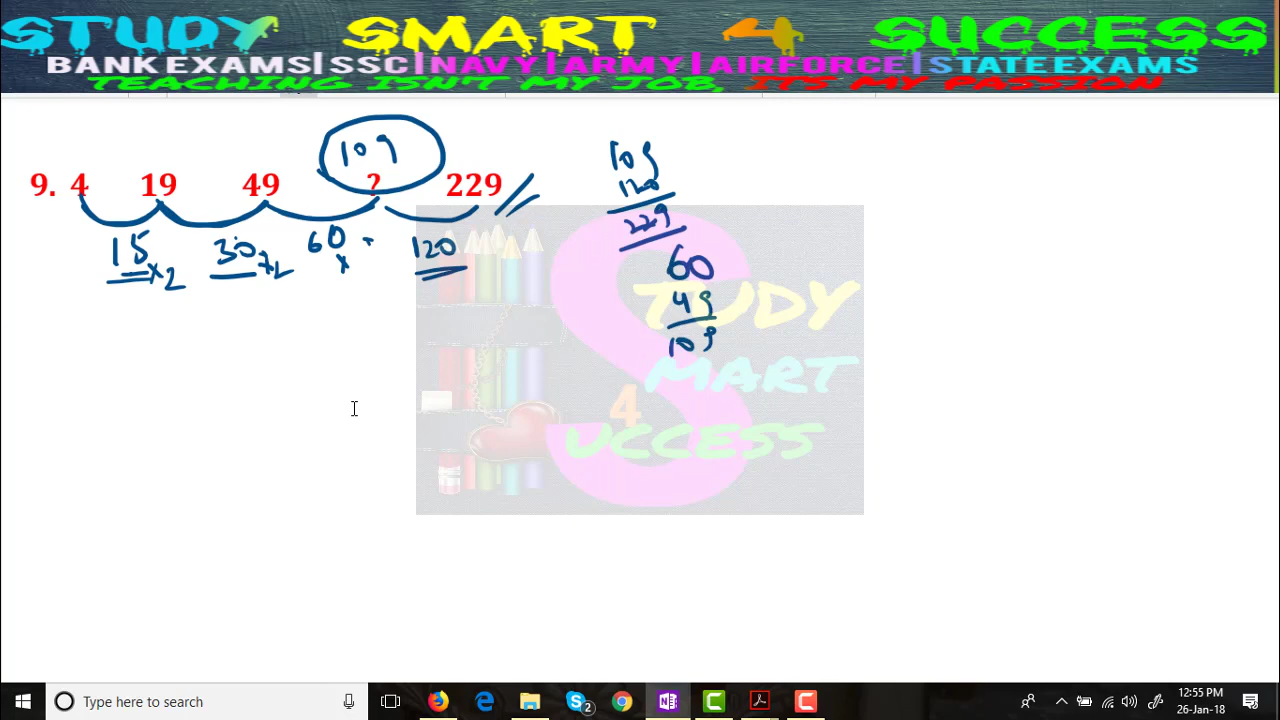 STUDY SMART 4 SUCCESS
BANK EXAMS|SSC|NAVY|ARMY|AIRFORCE|STATE EXAMS
TEACHING ISN'T MY JOB, IT'S MY PASSION
109
9. 4 19 49 ? 229
15 ×2 30 ×2 60 × 120
109
120
229
60
49
109
STUDY
MART
4
UCCESS
Type here to search
2
12:55 PM
26-Jan-18